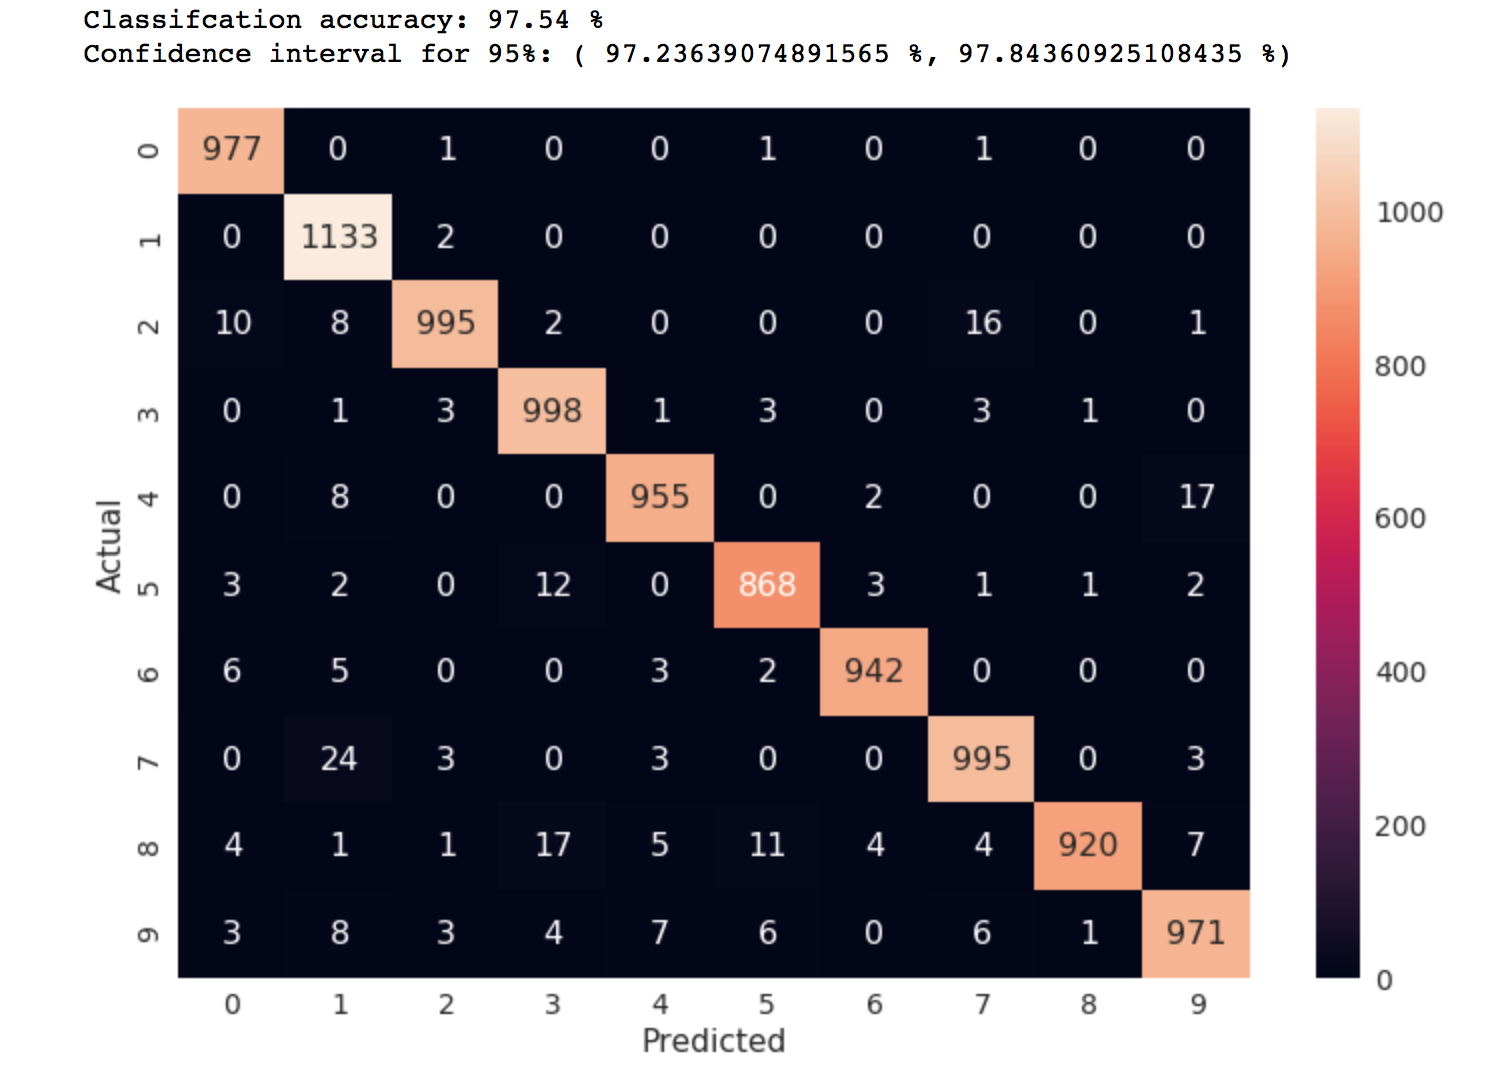 Classifcation accuracy: 97.54 %
Confidence interval for 95%: ( 97.23639074891565 %, 97.84360925108435 %)
0 977 0 1 0 0 1 0 1 0 0
1 0 1133 2 0 0 0 0 0 0 0
2 10 8 995 2 0 0 0 16 0 1
3 0 1 3 998 1 3 0 3 1 0
4 0 8 0 0 955 0 2 0 0 17
5 3 2 0 12 0 868 3 1 1 2
6 6 5 0 0 3 2 942 0 0 0
7 0 24 3 0 3 0 0 995 0 3
8 4 1 1 17 5 11 4 4 920 7
9 3 8 3 4 7 6 0 6 1 971
0 1 2 3 4 5 6 7 8 9
Predicted
Actual
1000
800
600
400
200
0